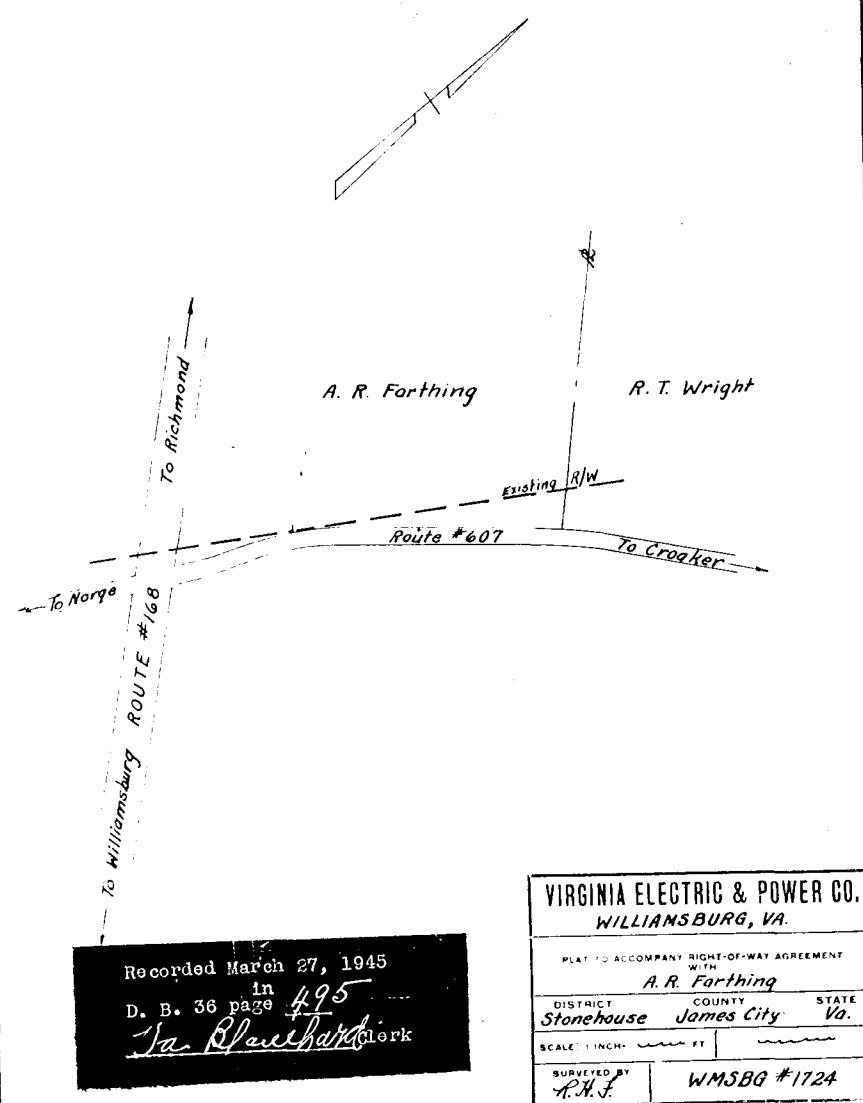 To Richmond
A. R. Farthing
R. T. Wright
Existing R/W
Route #607
To Croaker
To Norge
ROUTE #168
To Williamsburg
Recorded March 27, 1945
in
D. B. 36 page 495
Blanchard Clerk
VIRGINIA ELECTRIC & POWER CO.
WILLIAMSBURG, VA.
PLAT TO ACCOMPANY RIGHT-OF-WAY AGREEMENT
WITH
A. R. Farthing
DISTRICT COUNTY STATE
Stonehouse James City Va.
SCALE: 1 INCH- FT
SURVEYED BY
R.H.F.
WMSBG #1724